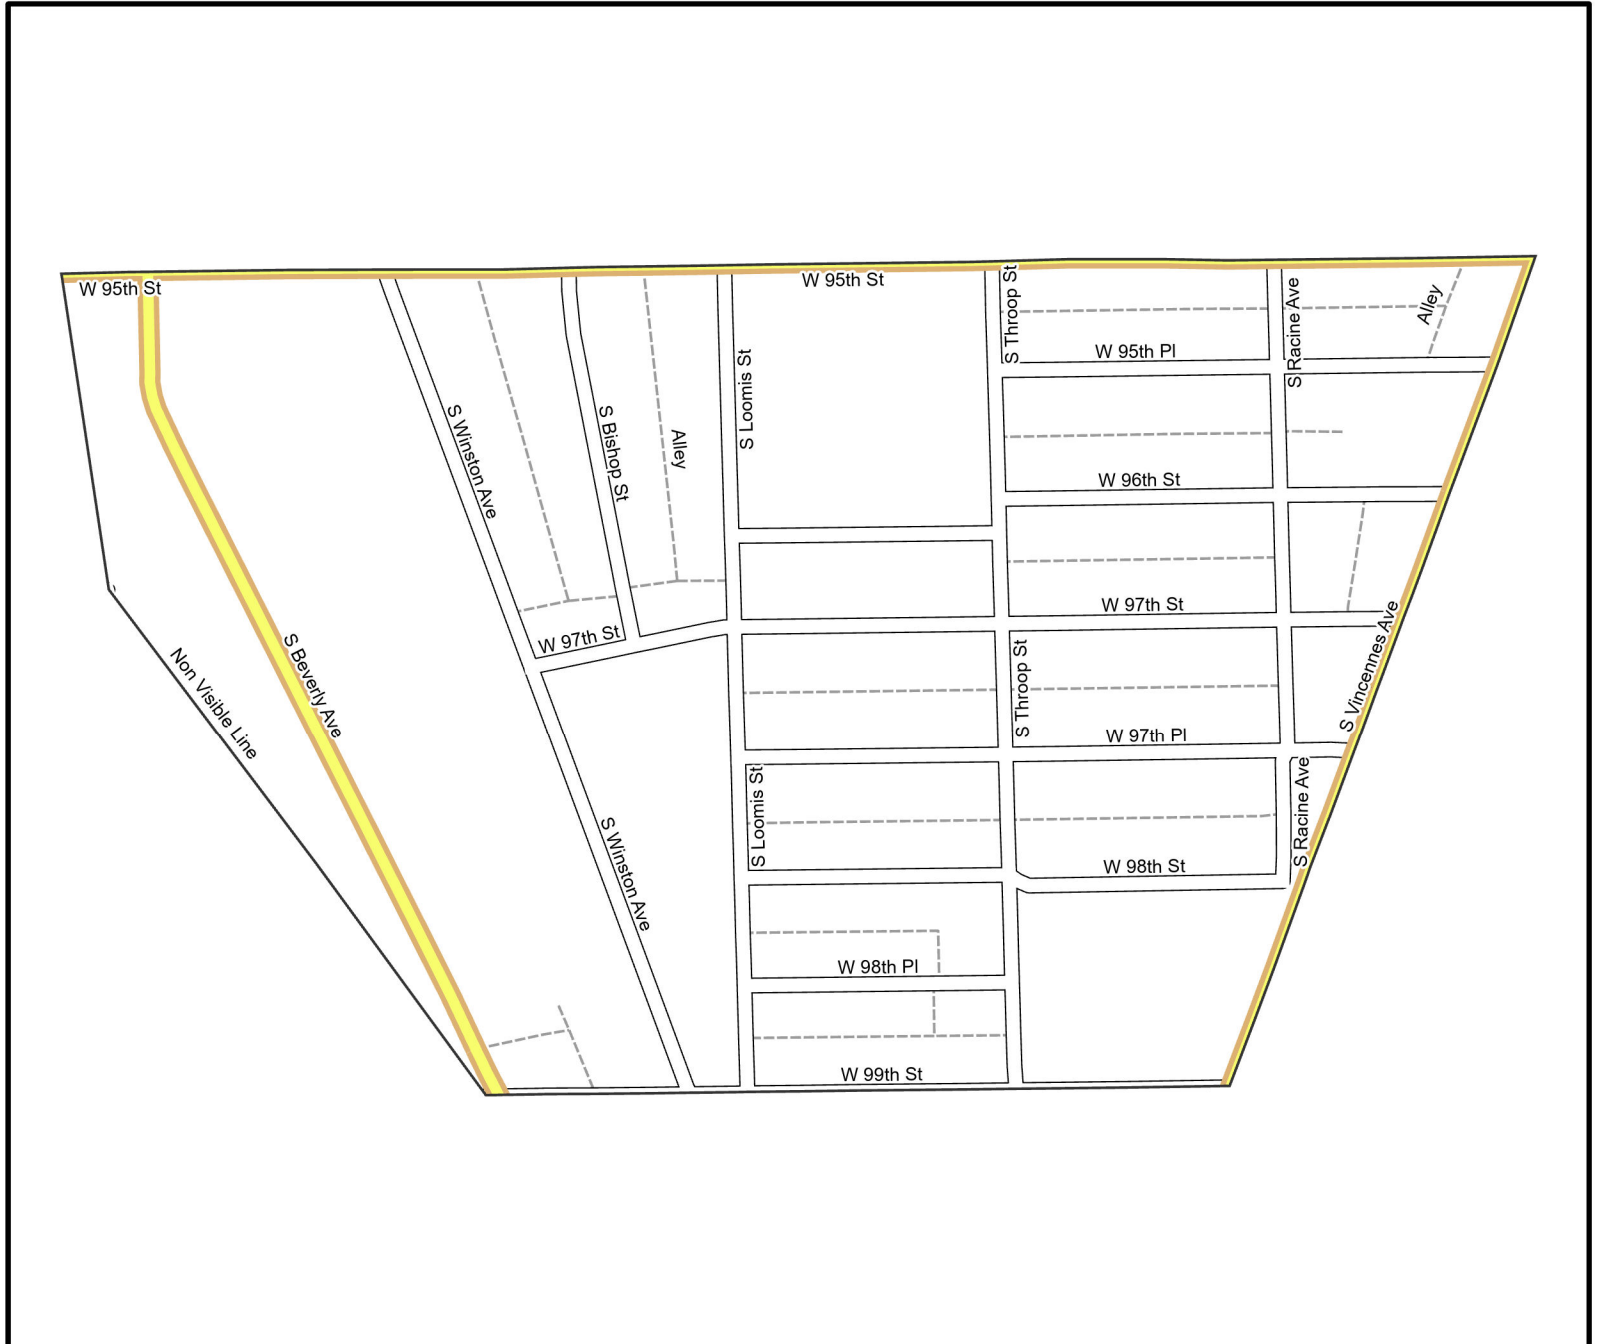 W 95th St
W 95th St
S Throop St
S Racine Ave
Alley
W 95th Pl
S Loomis St
S Winston Ave
S Bishop St
Alley
W 96th St
W 97th St
W 97th St
S Vincennes Ave
S Beverly Ave
Non Visible Line
S Throop St
W 97th Pl
S Loomis St
S Racine Ave
S Winston Ave
W 98th St
W 98th Pl
W 99th St